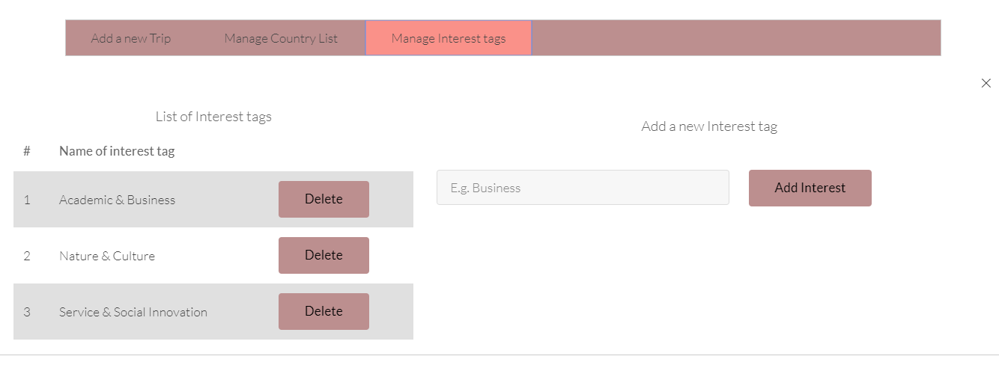 Add a new Trip Manage Country List Manage Interest tags
List of Interest tags
# Name of interest tag
1 Academic & Business Delete
2 Nature & Culture Delete
3 Service & Social Innovation Delete
Add a new Interest tag
E.g. Business Add Interest